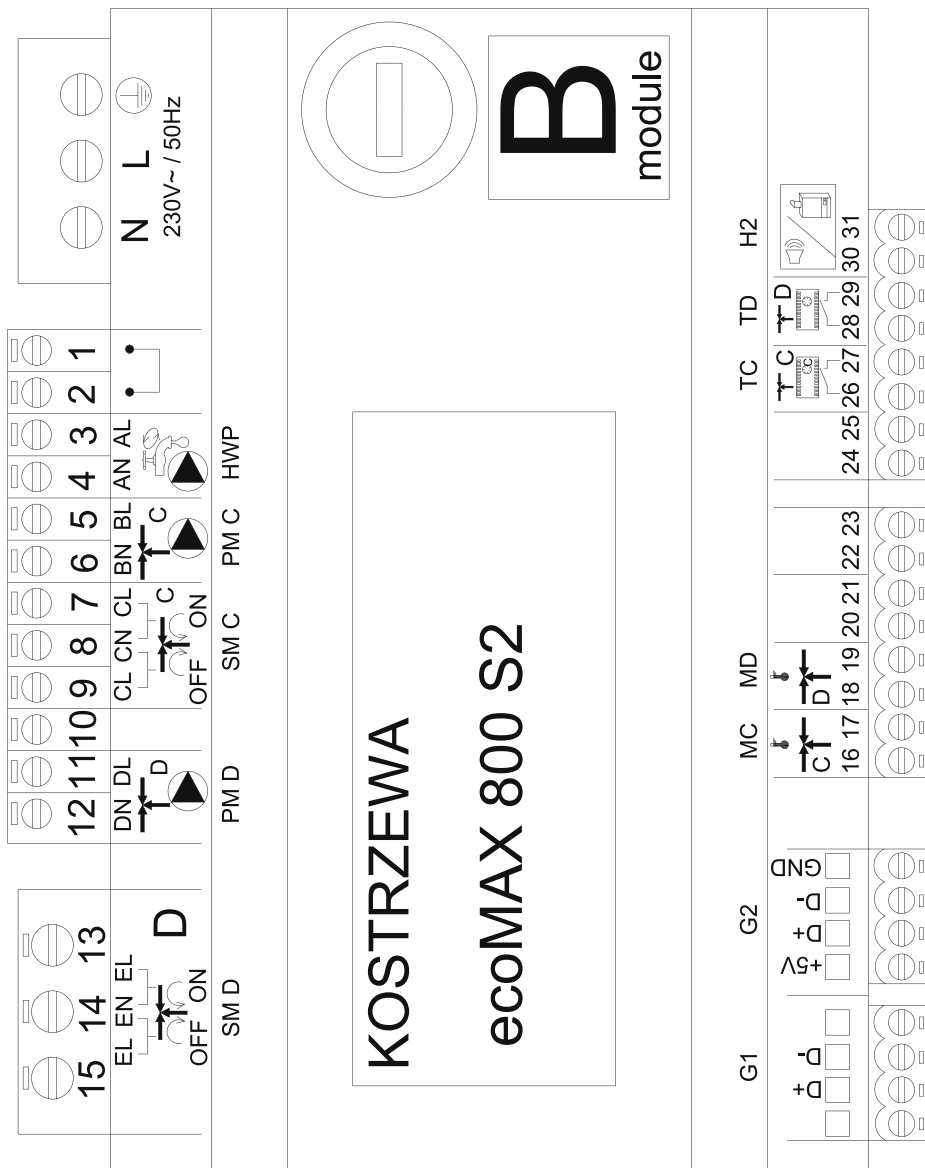 N L
230V~ / 50Hz
1
2
3
4
5
6
7
8
9
10
11
12
AN AL
BN BL
C
CL CN CL
C
OFF ON
DN DL
D
HWP
PM C
SM C
PM D
13
14
15
EL EN EL
D
OFF ON
SM D
B
module
KOSTRZEWA
ecoMAX 800 S2
H2
TD
TC
MD
MC
G2
G1
D
C
C
D
C
30 31
28 29
26 27
24 25
22 23
20 21
18 19
16 17
GND
D-
D+
+5V
D-
D+